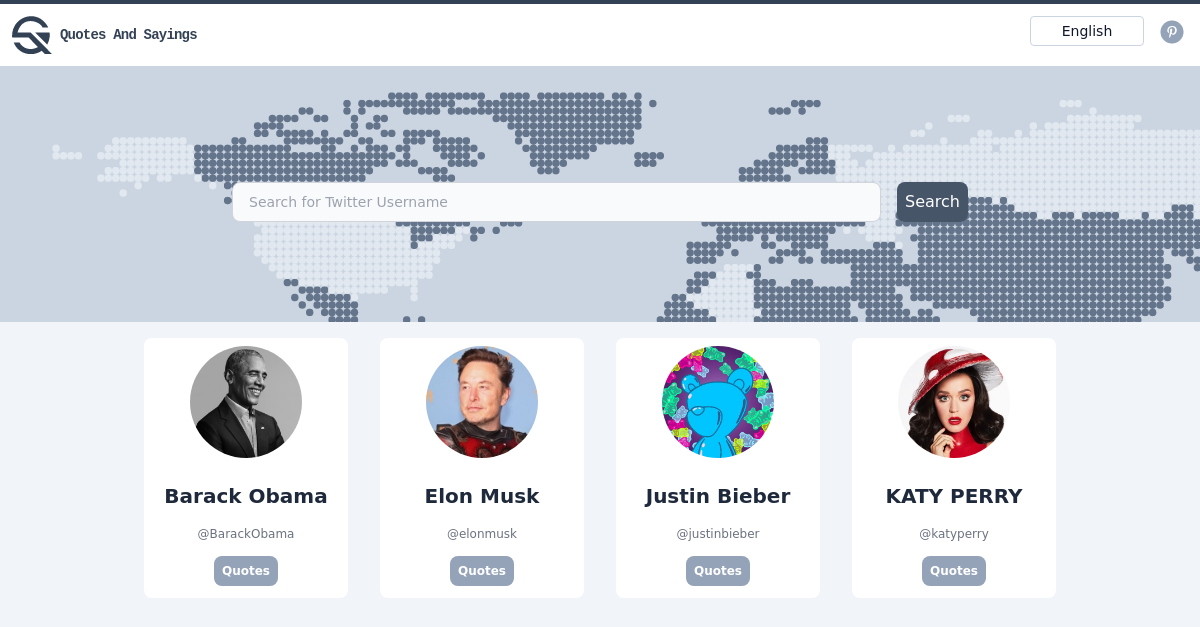 Quotes And Sayings
English
Search for Twitter Username
Search
Barack Obama
@BarackObama
Quotes
Elon Musk
@elonmusk
Quotes
Justin Bieber
@justinbieber
Quotes
KATY PERRY
@katyperry
Quotes